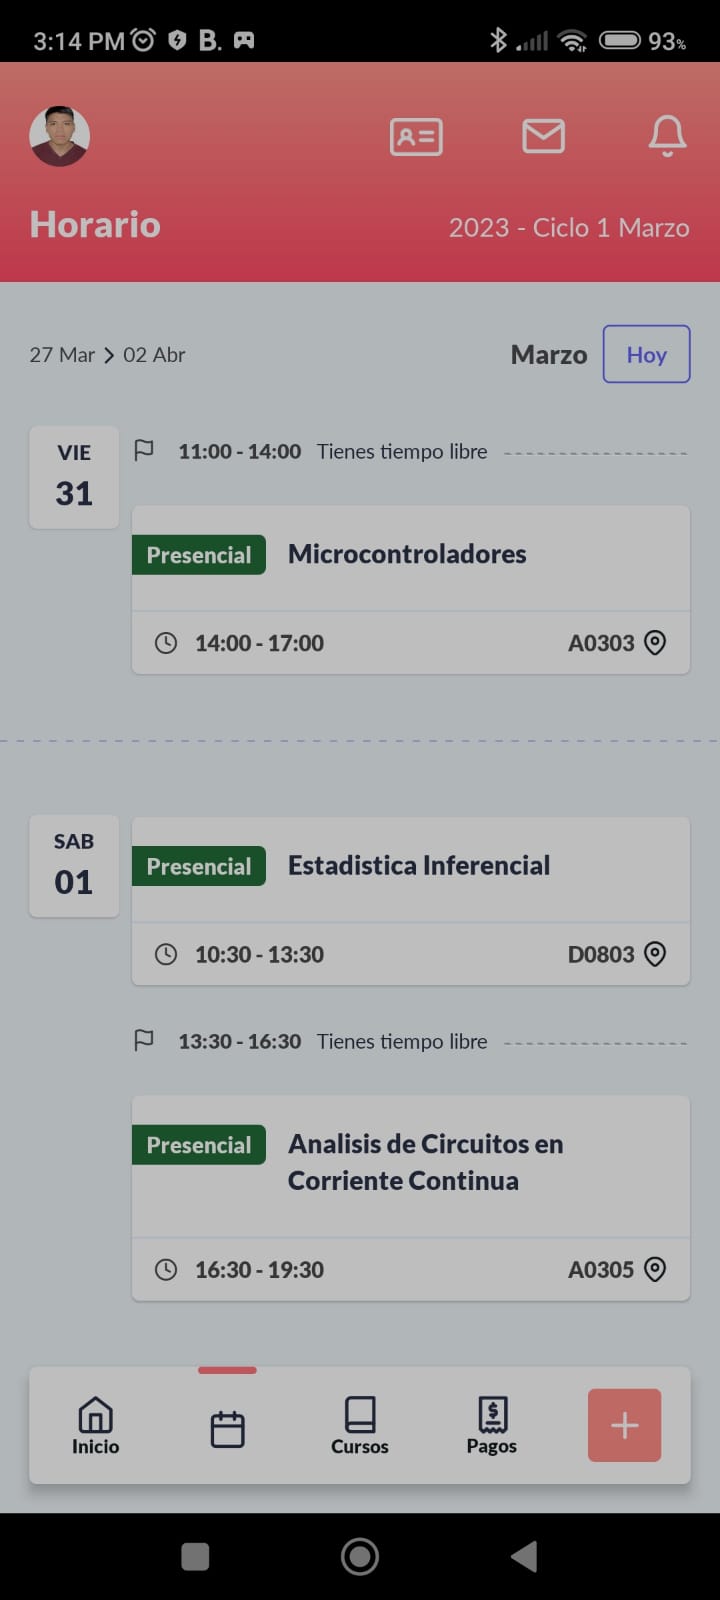 3:14 PM B. 93%
Horario 2023 - Ciclo 1 Marzo
27 Mar 02 Abr Marzo Hoy
VIE
31
11:00 - 14:00 Tienes tiempo libre
Presencial Microcontroladores
14:00 - 17:00 A0303
SAB
01
Presencial Estadistica Inferencial
10:30 - 13:30 D0803
13:30 - 16:30 Tienes tiempo libre
Presencial Analisis de Circuitos en
Corriente Continua
16:30 - 19:30 A0305
Inicio Cursos Pagos